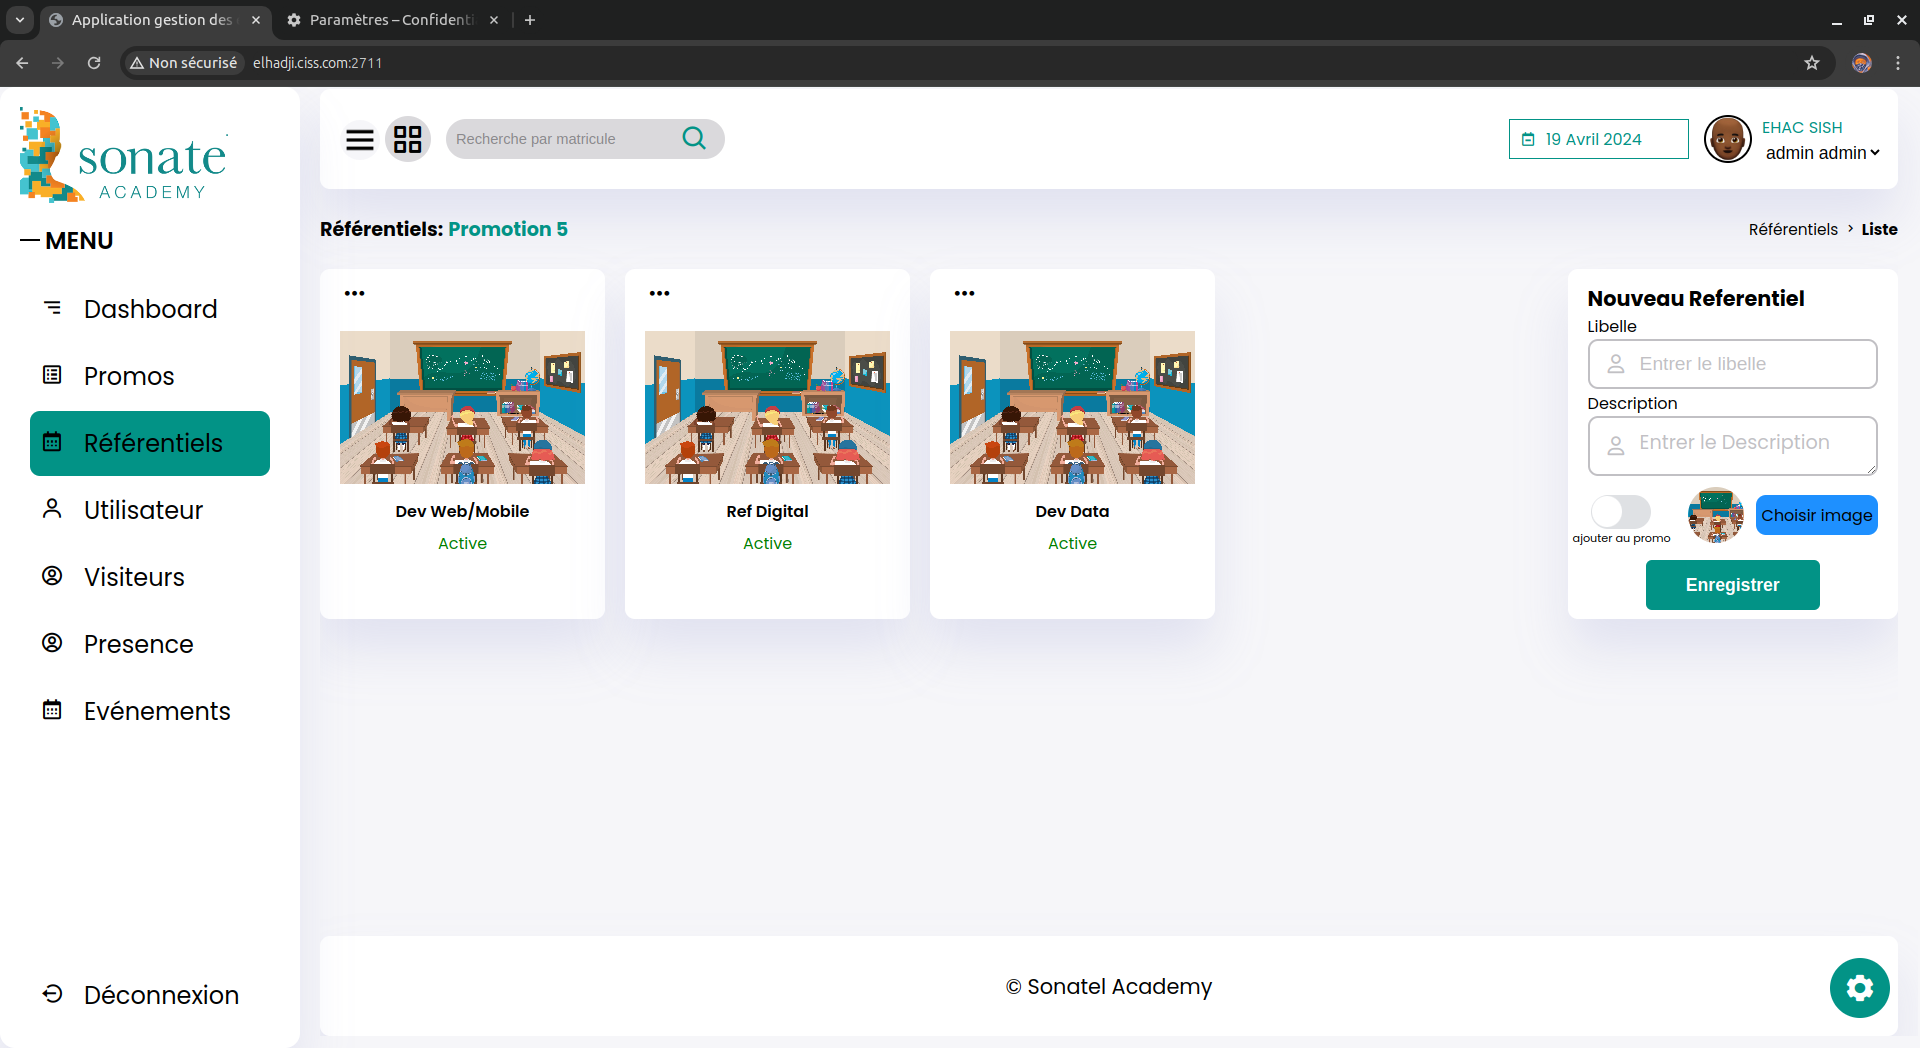 Application gestion des
Paramètres – Confidenti
Non sécurisé
elhadji.ciss.com:2711
sonate
ACADEMY
MENU
Dashboard
Promos
Référentiels
Utilisateur
Visiteurs
Presence
Evénements
Déconnexion
Recherche par matricule
19 Avril 2024
EHAC SISH
admin admin
Référentiels: Promotion 5
Référentiels > Liste
Dev Web/Mobile
Active
Ref Digital
Active
Dev Data
Active
Nouveau Referentiel
Libelle
Entrer le libelle
Description
Entrer le Description
ajouter au promo
Choisir image
Enregistrer
© Sonatel Academy